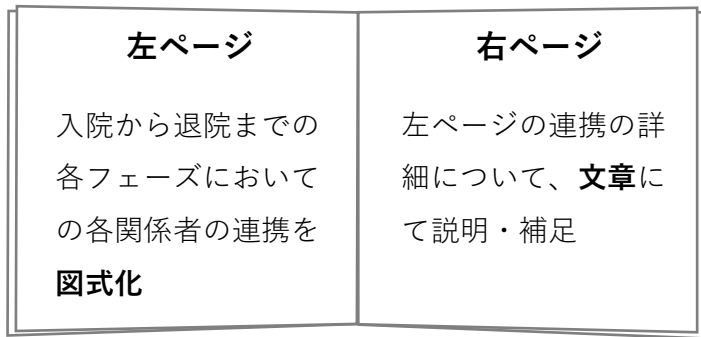 左ページ
入院から退院までの
各フェーズにおいて
の各関係者の連携を
図式化
右ページ
左ページの連携の詳
細について、文章に
て説明・補足